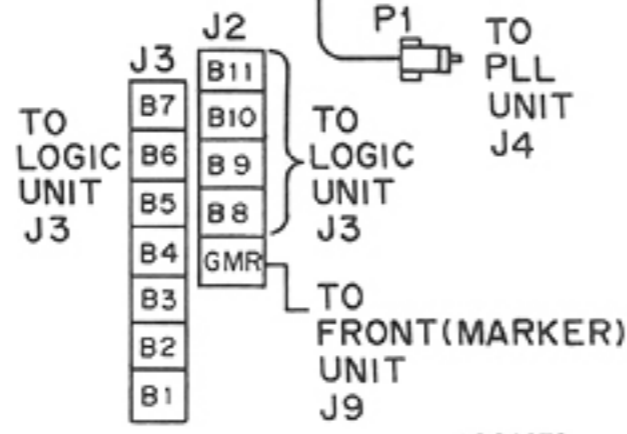 P1
TO
PLL
UNIT
J4
J2
J3
B11
B10
B9
B8
GMR
B7
B6
B5
B4
B3
B2
B1
TO
LOGIC
UNIT
J3
TO
LOGIC
UNIT
J3
TO
FRONT(MARKER)
UNIT
J9